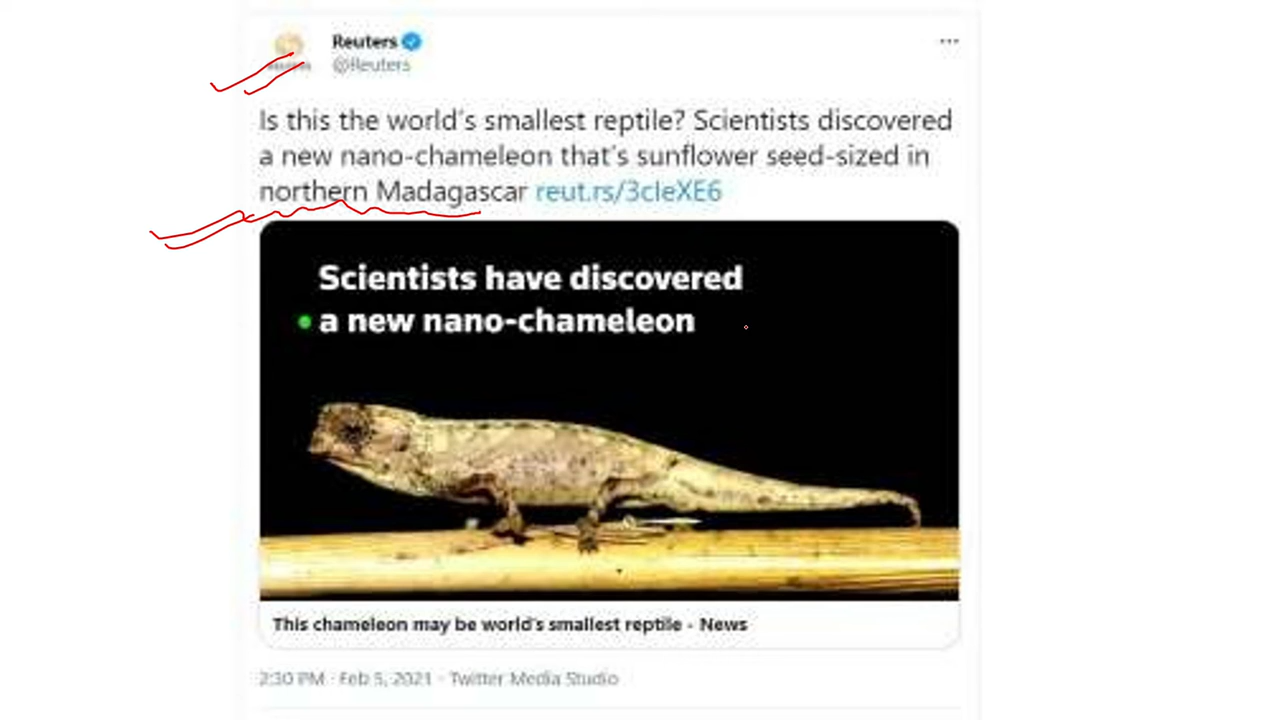 Reuters
@Reuters
Is this the world's smallest reptile? Scientists discovered
a new nano-chameleon that's sunflower seed-sized in
northern Madagascar reut.rs/3cIeXE6
Scientists have discovered
a new nano-chameleon
This chameleon may be world's smallest reptile - News
2:30 PM · Feb 5, 2021 · Twitter Media Studio